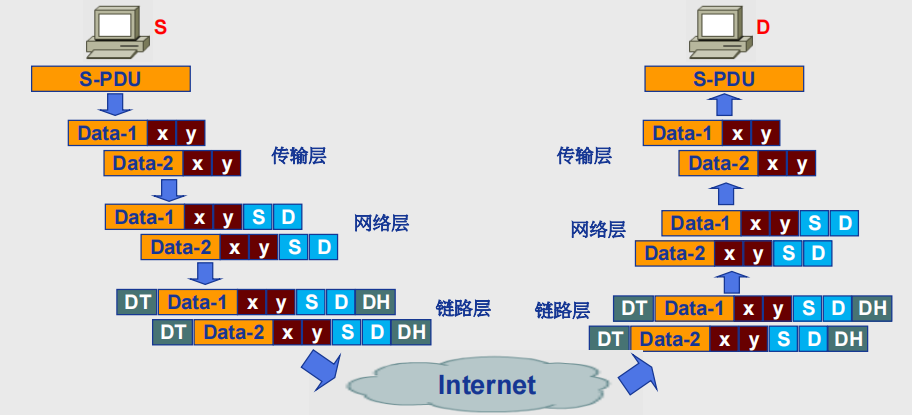 S
D
S-PDU
S-PDU
Data-1 x y
Data-1 x y
Data-2 x y
传输层
传输层
Data-2 x y
Data-1 x y S D
网络层
网络层
Data-1 x y S D
Data-2 x y S D
Data-2 x y S D
DT Data-1 x y S D DH
链路层
链路层
DT Data-1 x y S D DH
DT Data-2 x y S D DH
DT Data-2 x y S D DH
Internet